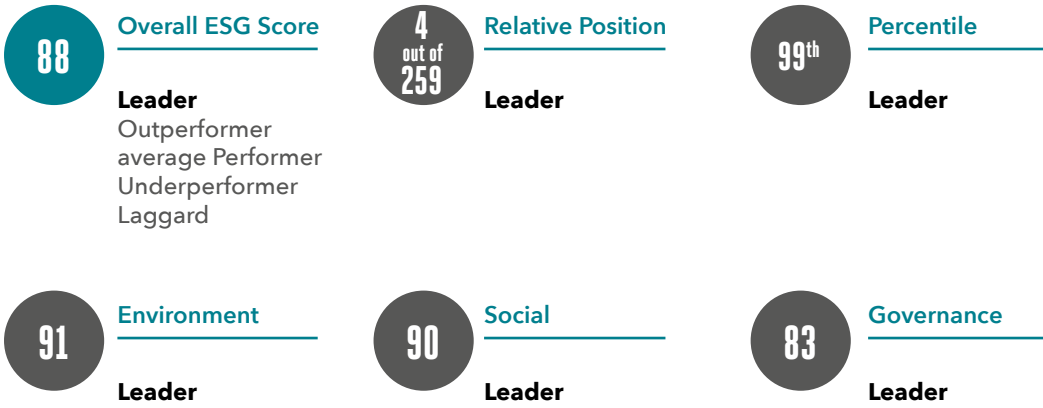 88
Overall ESG Score
Leader
Outperformer
average Performer
Underperformer
Laggard
4
out of
259
Relative Position
Leader
99th
Percentile
Leader
91
Environment
Leader
90
Social
Leader
83
Governance
Leader